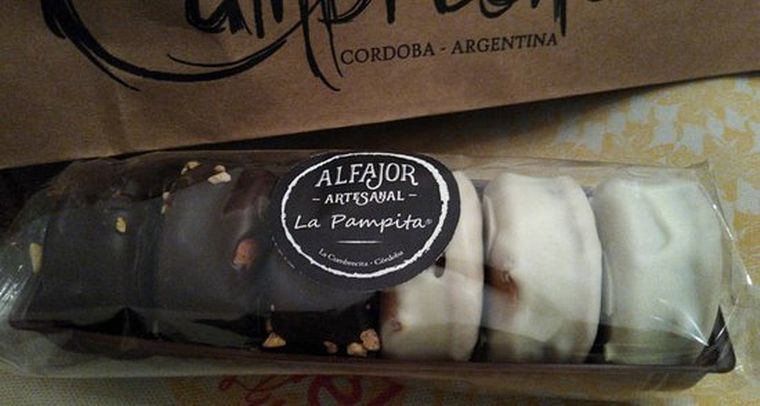 CORDOBA - ARGENTINA
ALFAJOR
- ARTESANAL -
La Pampita®
La Cumbrecita • Córdoba